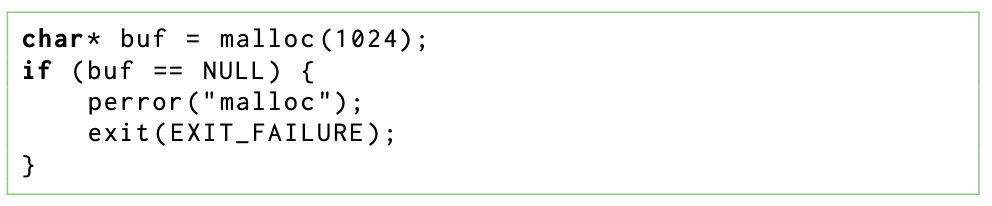 char* buf = malloc(1024);
if (buf == NULL) {
    perror("malloc");
    exit(EXIT_FAILURE);
}